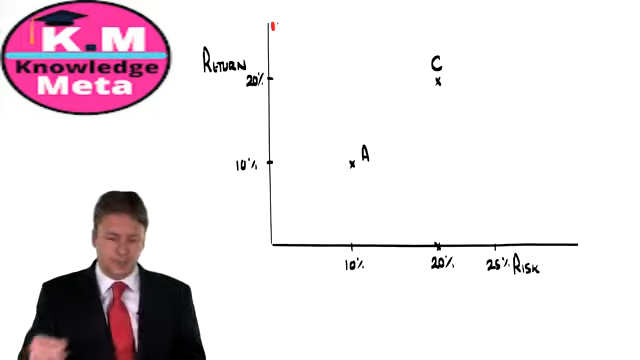 K.M
Knowledge
Meta
RETURN
20%
C
10%
A
10%
20%
25%
RISK